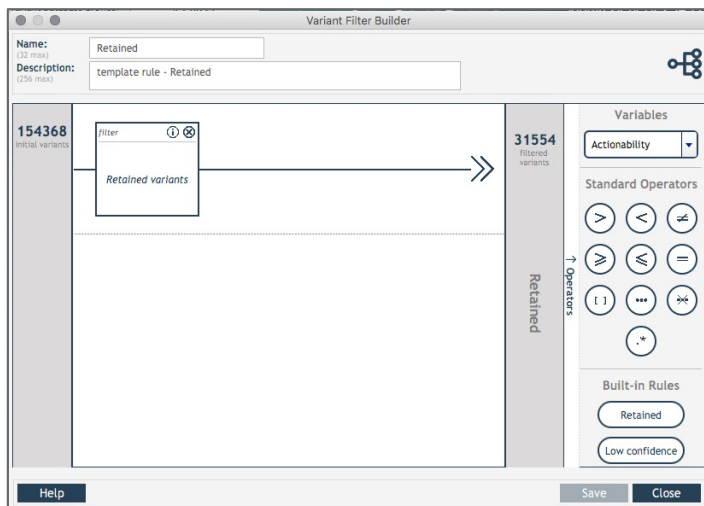 Variant Filter Builder
Name:
(32 max)
Retained
Description:
(256 max)
template rule - Retained
154368
initial variants
filter
Retained variants
31554
filtered
variants
Retained
Operators
Variables
Actionability
Standard Operators
>
<
≠
⩾
⩽
=
[ ]
•••
.*
Built-in Rules
Retained
Low confidence
Help
Save
Close